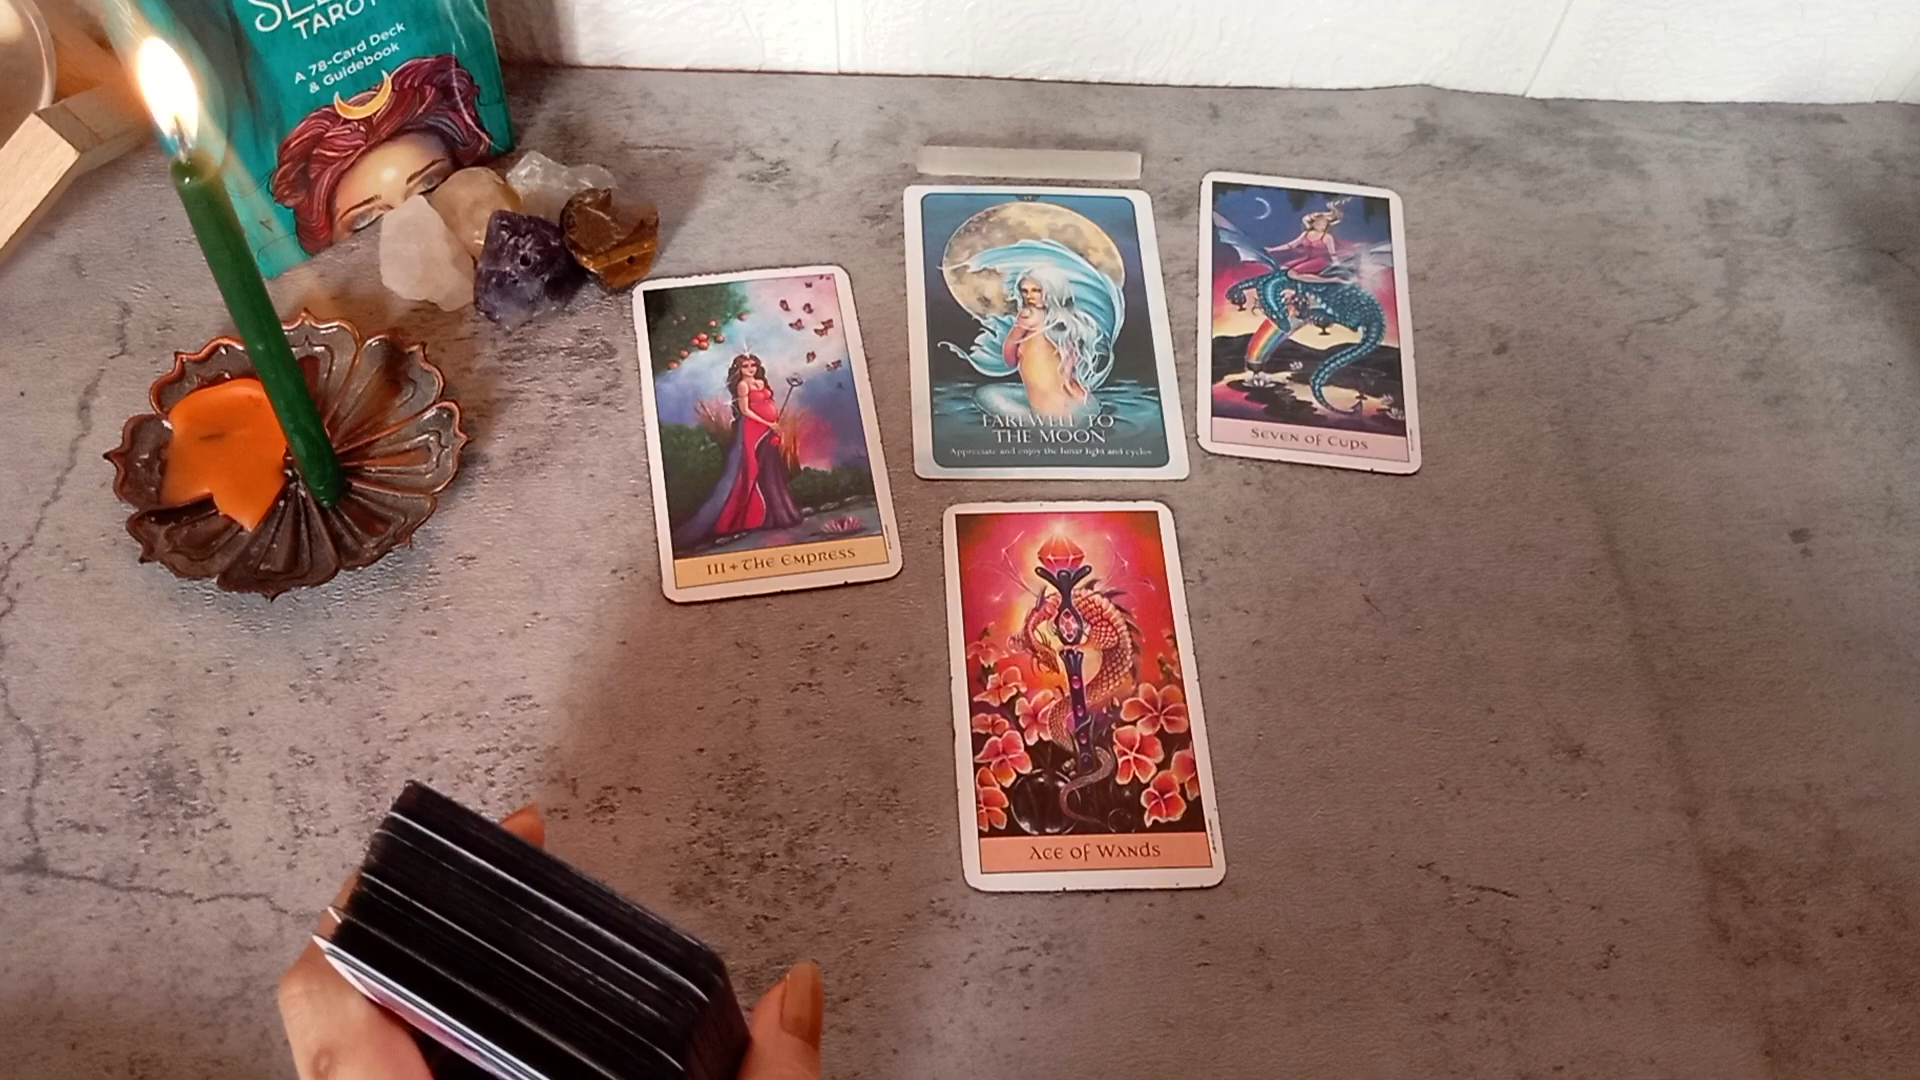 TAROT
A 78-Card Deck
& Guidebook
FAREWELL TO
THE MOON
Appreciate and enjoy the lunar light and cycles
SEVEN OF CUPS
III + THE EMPRESS
ACE OF WANDS